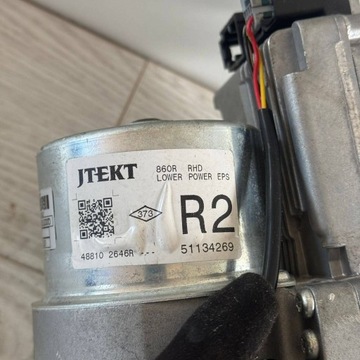 JTEKT
860R RHD
LOWER POWER EPS
373
R2
48810 2646R ---
51134269